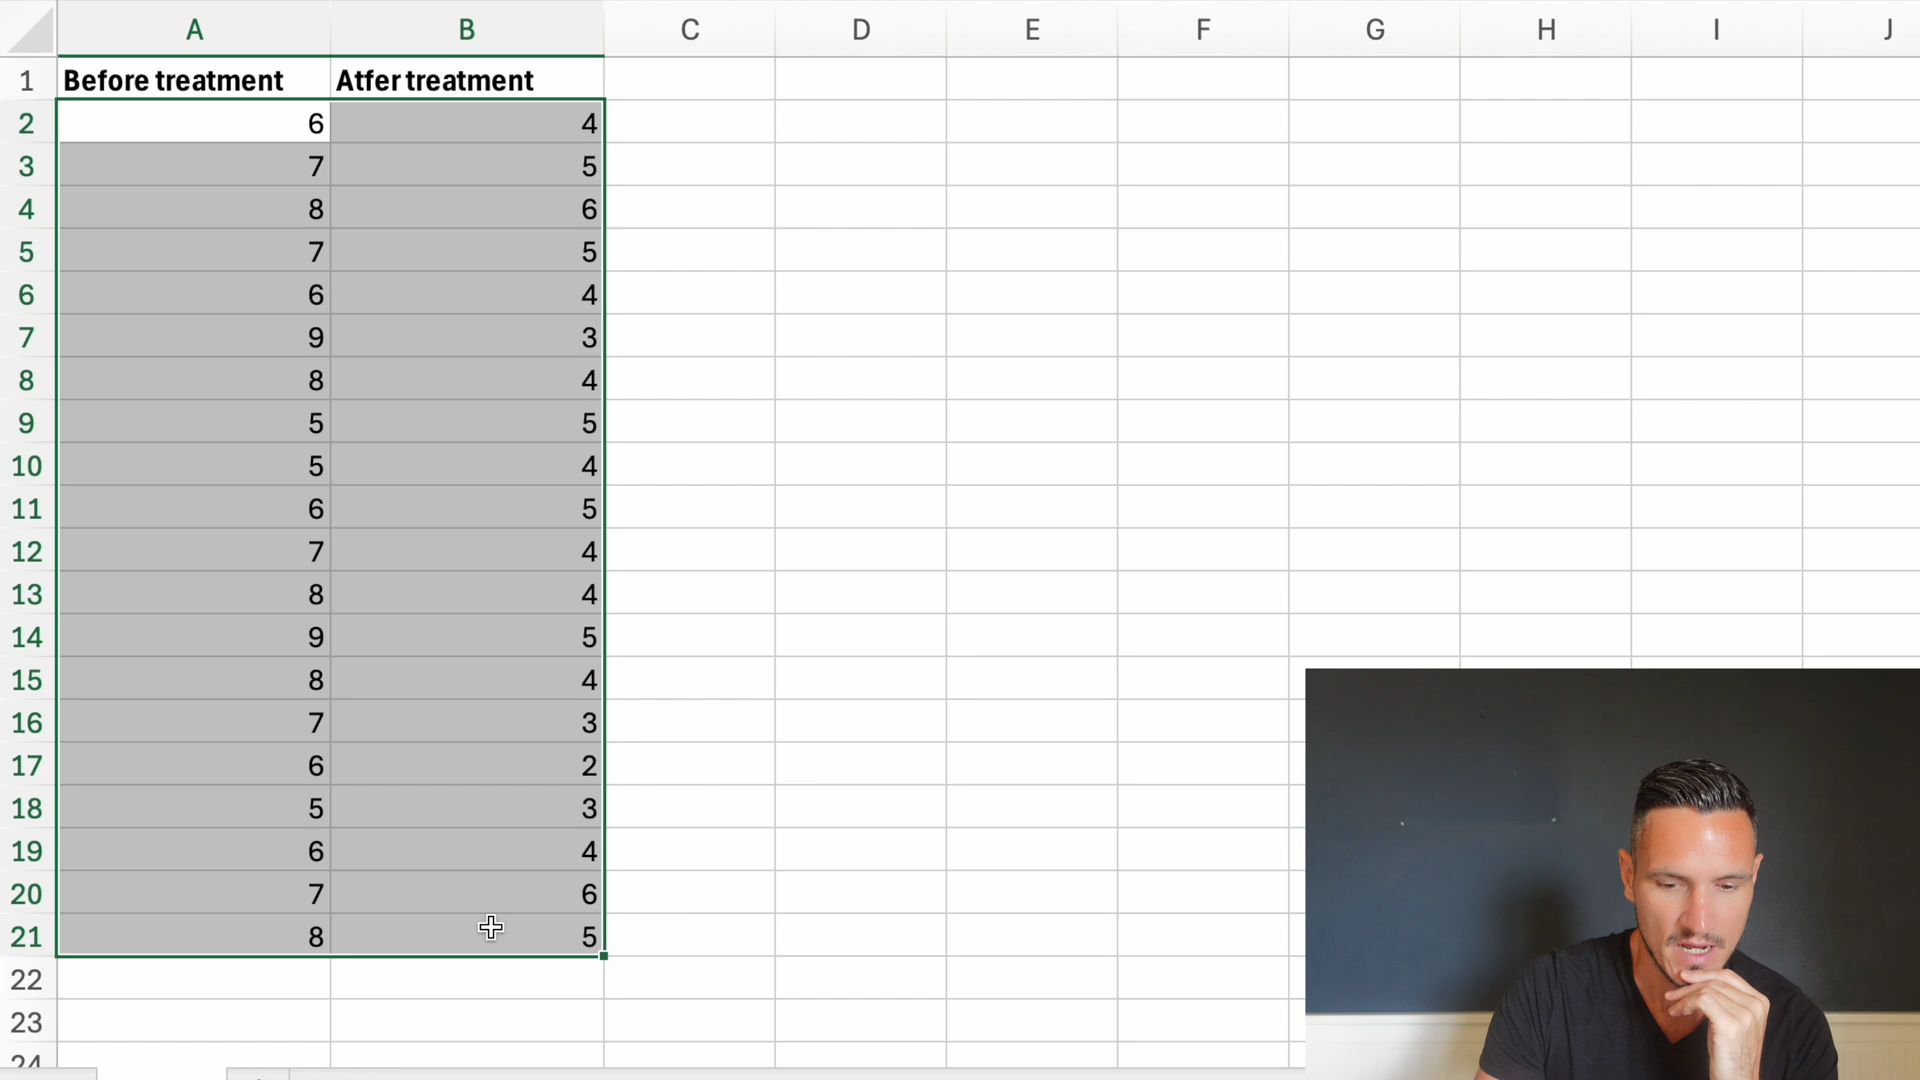 A B C D E F G H I J
1 Before treatment Atfer treatment
2 6 4
3 7 5
4 8 6
5 7 5
6 6 4
7 9 3
8 8 4
9 5 5
10 5 4
11 6 5
12 7 4
13 8 4
14 9 5
15 8 4
16 7 3
17 6 2
18 5 3
19 6 4
20 7 6
21 8 5
22
23
24